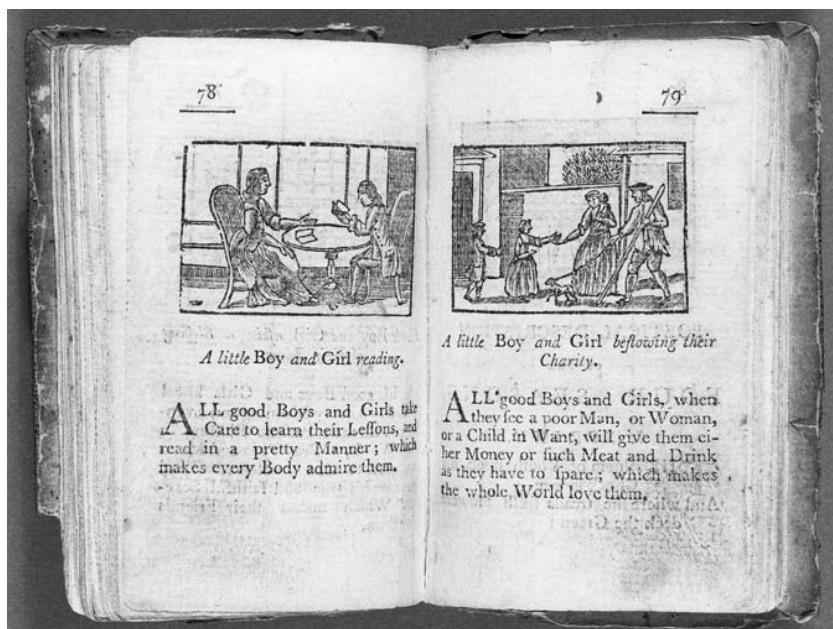 78
A little Boy and Girl reading.
ALL good Boys and Girls take
Care to learn their Leſſons, and
read in a pretty Manner; which
makes every Body admire them.
79
A little Boy and Girl beſtowing their
Charity.
ALL good Boys and Girls, when
they ſee a poor Man, or Woman,
or a Child in Want, will give them ei-
her Money or ſuch Meat and Drink
as they have to ſpare; which makes
the whole World love them.